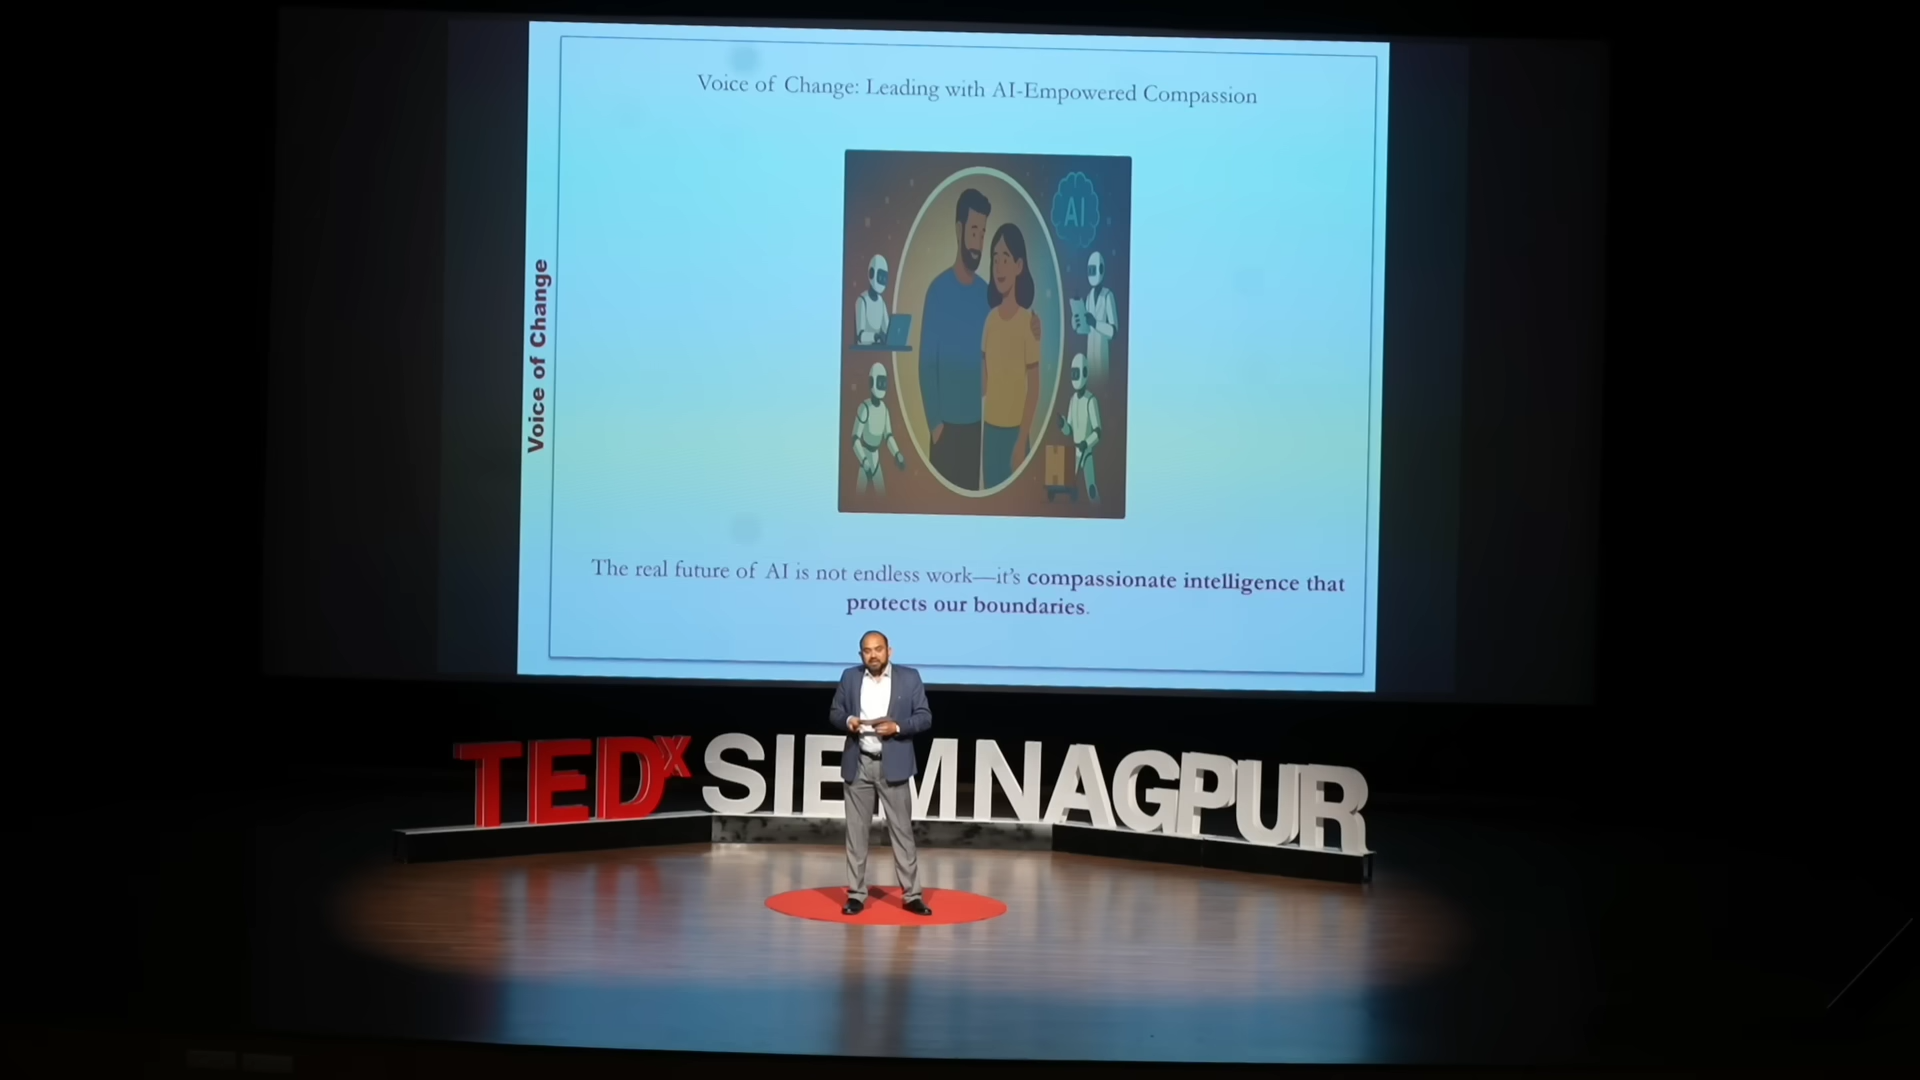 Voice of Change: Leading with AI-Empowered Compassion
Voice of Change
AI
The real future of AI is not endless work—it's compassionate intelligence that
protects our boundaries.
TEDx SIEMNAGPUR